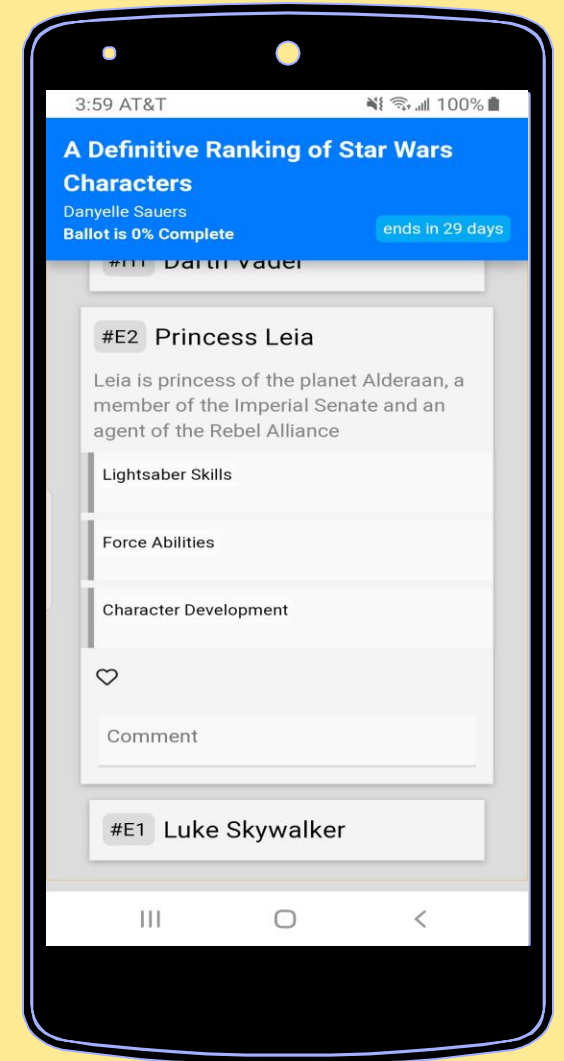 3:59 AT&T 100%
A Definitive Ranking of Star Wars
Characters
Danyelle Sauers
Ballot is 0% Complete
ends in 29 days
Darth Vader
#E2 Princess Leia
Leia is princess of the planet Alderaan, a
member of the Imperial Senate and an
agent of the Rebel Alliance
Lightsaber Skills
Force Abilities
Character Development
Comment
#E1 Luke Skywalker